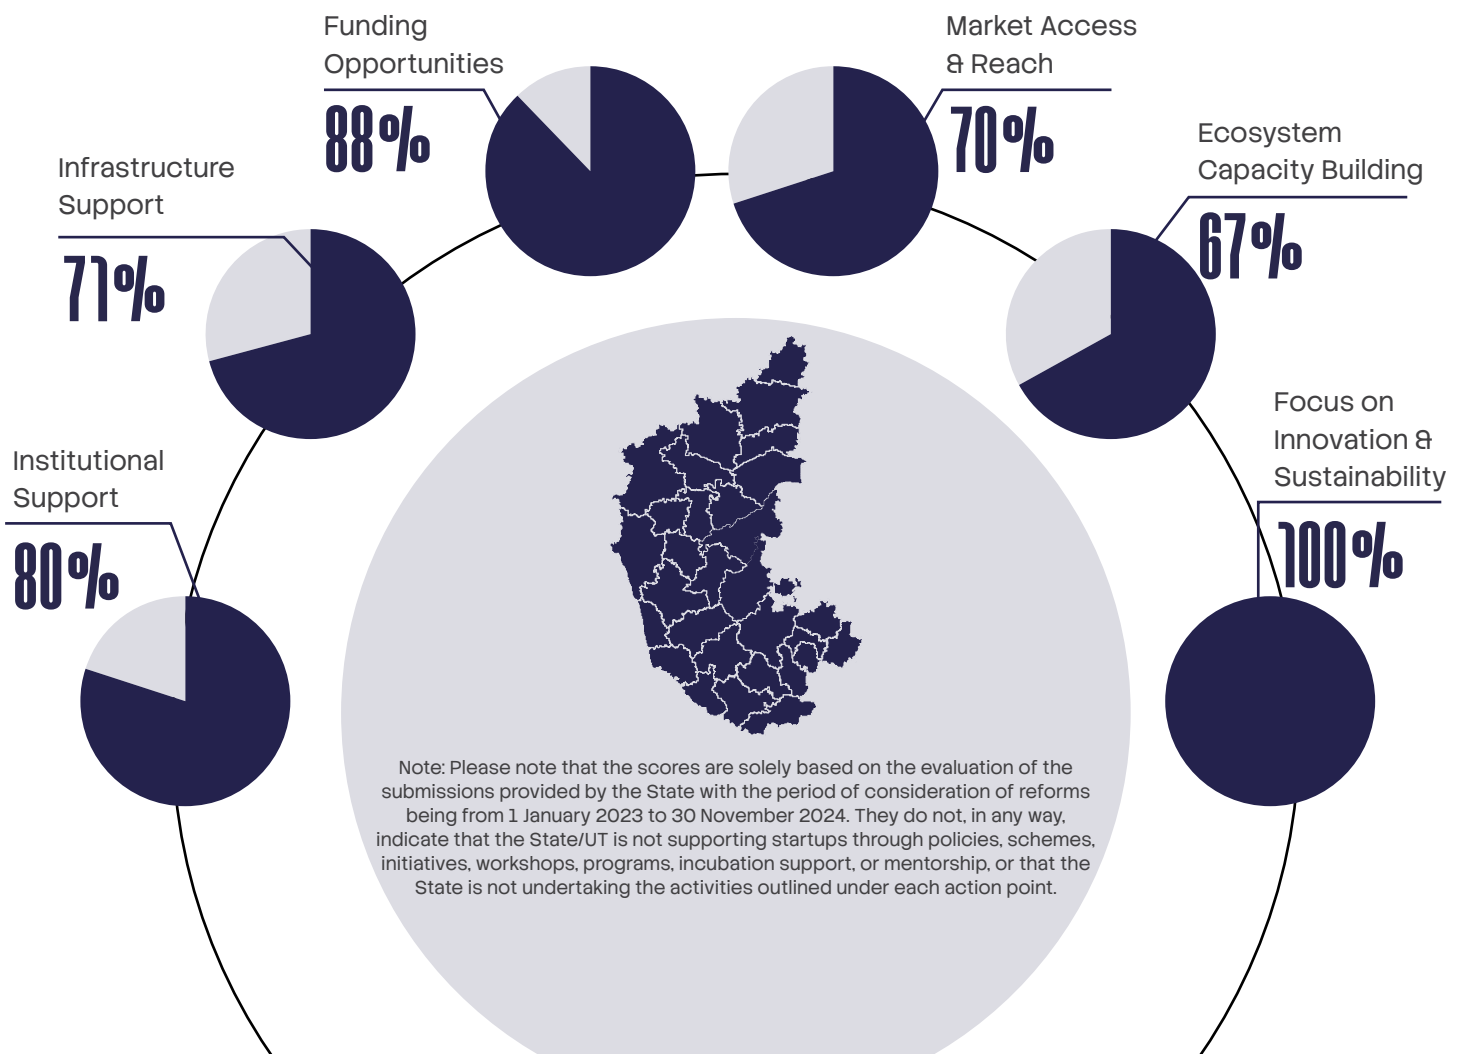 Funding
Opportunities
88%
Market Access
& Reach
70%
Ecosystem
Capacity Building
67%
Infrastructure
Support
71%
Focus on
Innovation &
Sustainability
100%
Institutional
Support
80%
Note: Please note that the scores are solely based on the evaluation of the
submissions provided by the State with the period of consideration of reforms
being from 1 January 2023 to 30 November 2024. They do not, in any way,
indicate that the State/UT is not supporting startups through policies, schemes,
initiatives, workshops, programs, incubation support, or mentorship, or that the
State is not undertaking the activities outlined under each action point.